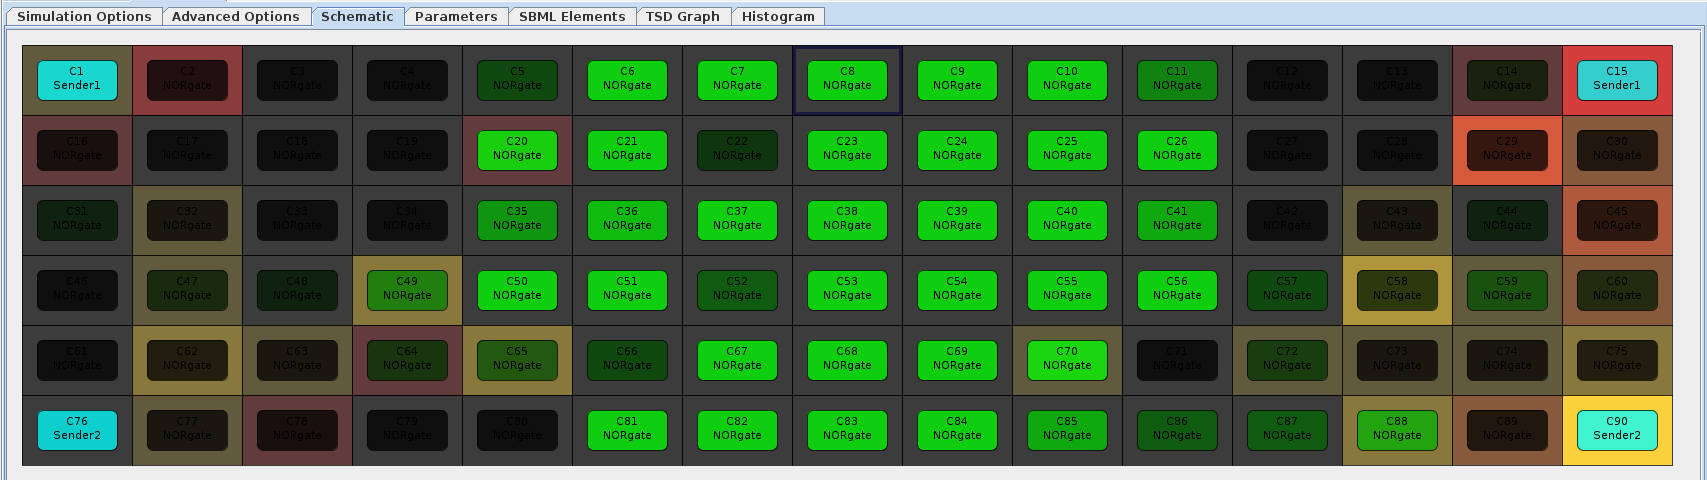 Simulation Options Advanced Options Schematic Parameters SBML Elements TSD Graph Histogram
C1 C2 C3 C4 C5 C6 C7 C8 C9 C10 C11 C12 C13 C14 C15
Sender1 NORgate NORgate NORgate NORgate NORgate NORgate NORgate NORgate NORgate NORgate NORgate NORgate NORgate Sender1
C16 C17 C18 C19 C20 C21 C22 C23 C24 C25 C26 C27 C28 C29 C30
NORgate NORgate NORgate NORgate NORgate NORgate NORgate NORgate NORgate NORgate NORgate NORgate NORgate NORgate NORgate
C31 C32 C33 C34 C35 C36 C37 C38 C39 C40 C41 C42 C43 C44 C45
NORgate NORgate NORgate NORgate NORgate NORgate NORgate NORgate NORgate NORgate NORgate NORgate NORgate NORgate NORgate
C46 C47 C48 C49 C50 C51 C52 C53 C54 C55 C56 C57 C58 C59 C60
NORgate NORgate NORgate NORgate NORgate NORgate NORgate NORgate NORgate NORgate NORgate NORgate NORgate NORgate NORgate
C61 C62 C63 C64 C65 C66 C67 C68 C69 C70 C71 C72 C73 C74 C75
NORgate NORgate NORgate NORgate NORgate NORgate NORgate NORgate NORgate NORgate NORgate NORgate NORgate NORgate NORgate
C76 C77 C78 C79 C80 C81 C82 C83 C84 C85 C86 C87 C88 C89 C90
Sender2 NORgate NORgate NORgate NORgate NORgate NORgate NORgate NORgate NORgate NORgate NORgate NORgate NORgate Sender2